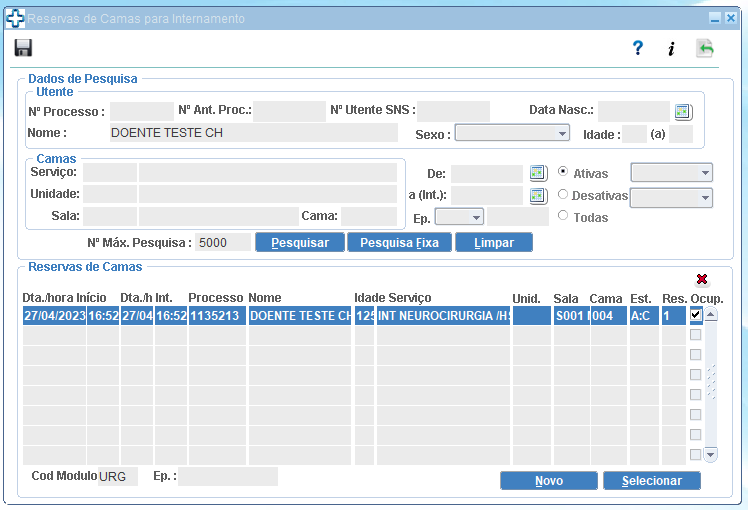 Reservas de Camas para Internamento
? i
Dados de Pesquisa
Utente
Nº Processo : Nº Ant. Proc.: Nº Utente SNS : Data Nasc.:
Nome : DOENTE TESTE CH Sexo : Idade : (a)
Camas
Serviço: De: Ativas
Unidade: a (Int.): Desativas
Sala: Cama: Ep. Todas
Nº Máx. Pesquisa : 5000 Pesquisar Pesquisa Fixa Limpar
Reservas de Camas
Dta./hora Início Dta./h Int. Processo Nome Idade Serviço Unid. Sala Cama Est. Res. Ocup.
27/04/2023 16:52 27/04 16:52 1135213 DOENTE TESTE CH 125 INT NEUROCIRURGIA /H S001 004 A:C 1
Cod Modulo URG Ep. :
Novo Selecionar